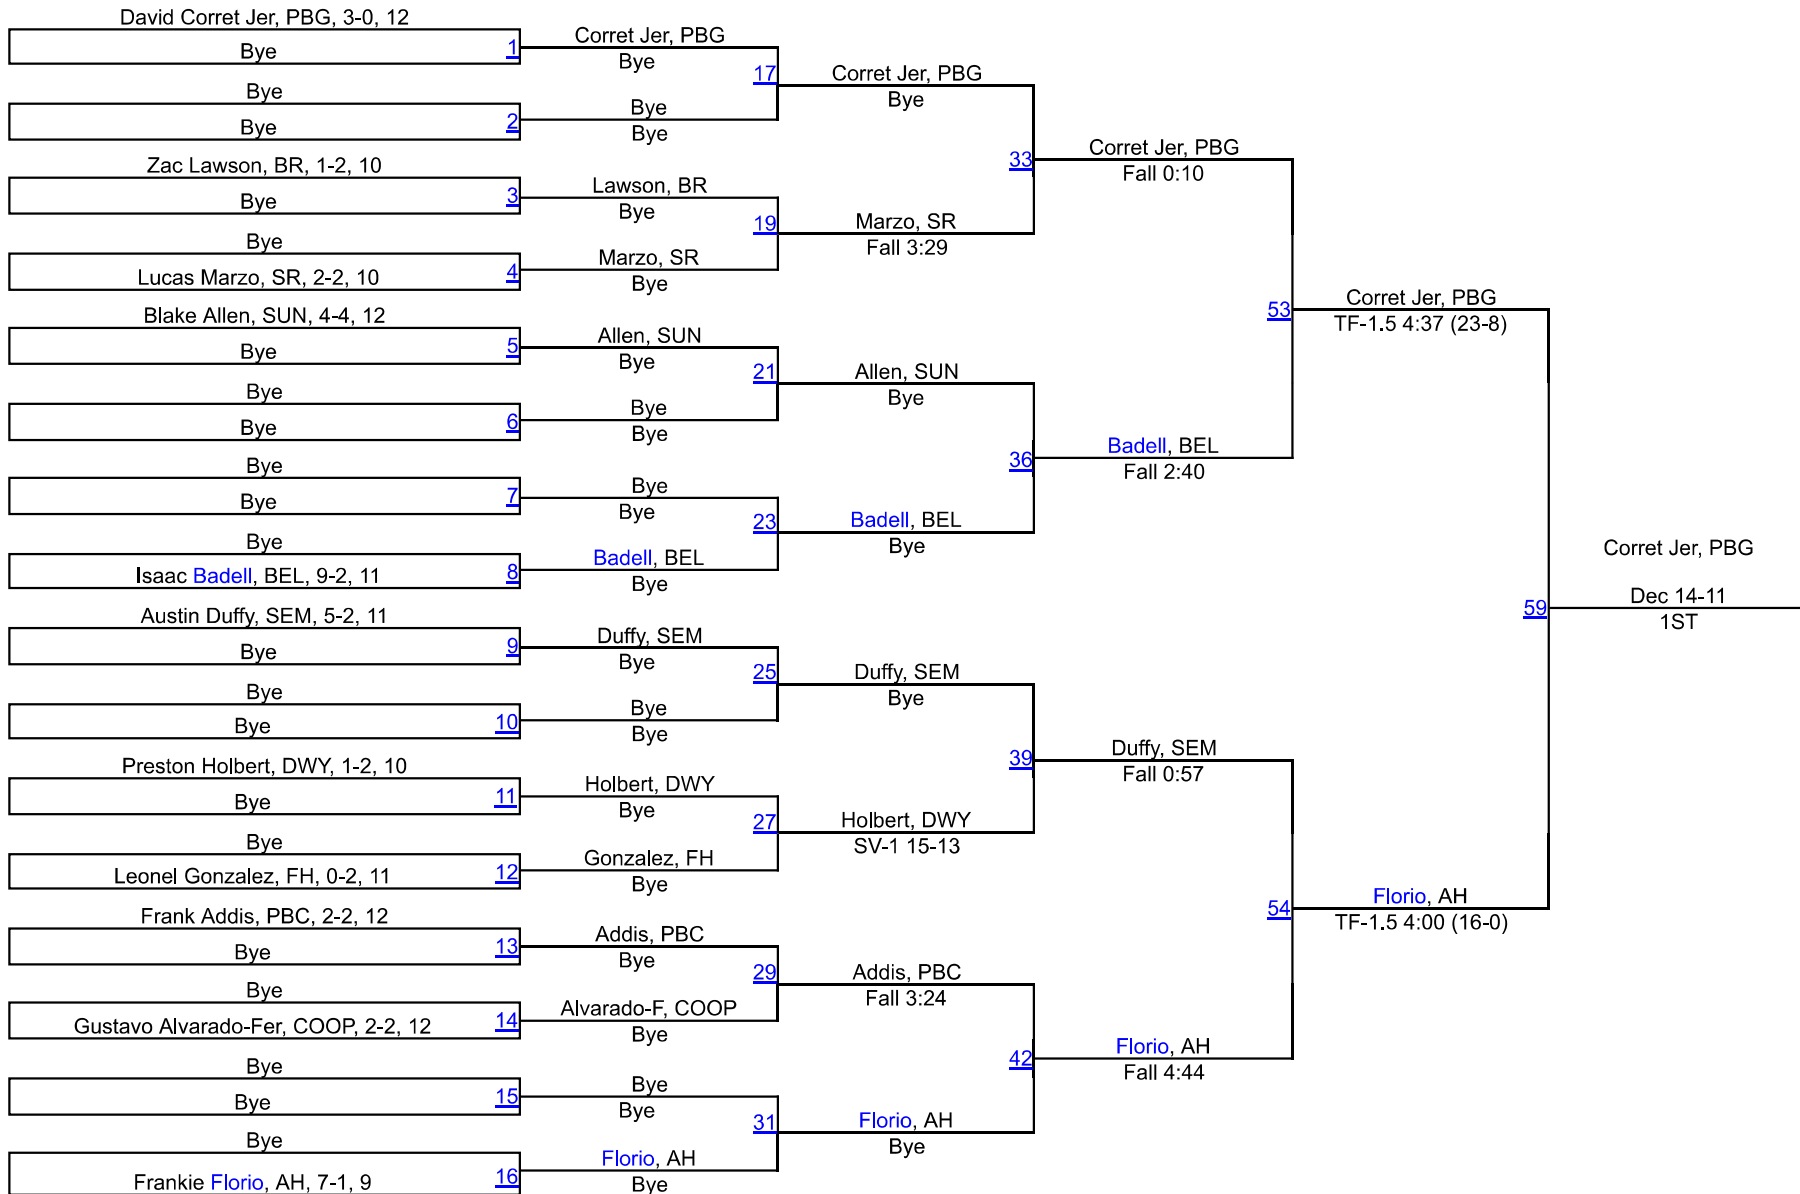 David Corret Jer, PBG, 3-0, 12
Bye
1
Bye
Bye
2
Zac Lawson, BR, 1-2, 10
Bye
3
Bye
Lucas Marzo, SR, 2-2, 10
4
Blake Allen, SUN, 4-4, 12
Bye
5
Bye
Bye
6
Bye
Bye
7
Bye
Isaac Badell, BEL, 9-2, 11
8
Austin Duffy, SEM, 5-2, 11
Bye
9
Bye
Bye
10
Preston Holbert, DWY, 1-2, 10
Bye
11
Bye
Leonel Gonzalez, FH, 0-2, 11
12
Frank Addis, PBC, 2-2, 12
Bye
13
Bye
Gustavo Alvarado-Fer, COOP, 2-2, 12
14
Bye
Bye
15
Bye
Frankie Florio, AH, 7-1, 9
16
Corret Jer, PBG
Bye
17
Bye
Bye
Lawson, BR
Bye
19
Marzo, SR
Bye
Allen, SUN
Bye
21
Bye
Bye
Bye
Bye
23
Badell, BEL
Bye
Duffy, SEM
Bye
25
Bye
Bye
Holbert, DWY
Bye
27
Gonzalez, FH
Bye
Addis, PBC
Bye
29
Alvarado-F, COOP
Bye
Bye
Bye
31
Florio, AH
Bye
Corret Jer, PBG
Bye
33
Marzo, SR
Fall 3:29
Allen, SUN
Bye
36
Badell, BEL
Bye
Duffy, SEM
Bye
39
Holbert, DWY
SV-1 15-13
Addis, PBC
Fall 3:24
42
Florio, AH
Bye
Corret Jer, PBG
Fall 0:10
53
Badell, BEL
Fall 2:40
Duffy, SEM
Fall 0:57
54
Florio, AH
Fall 4:44
Corret Jer, PBG
TF-1.5 4:37 (23-8)
59
Florio, AH
TF-1.5 4:00 (16-0)
Corret Jer, PBG
Dec 14-11
1ST